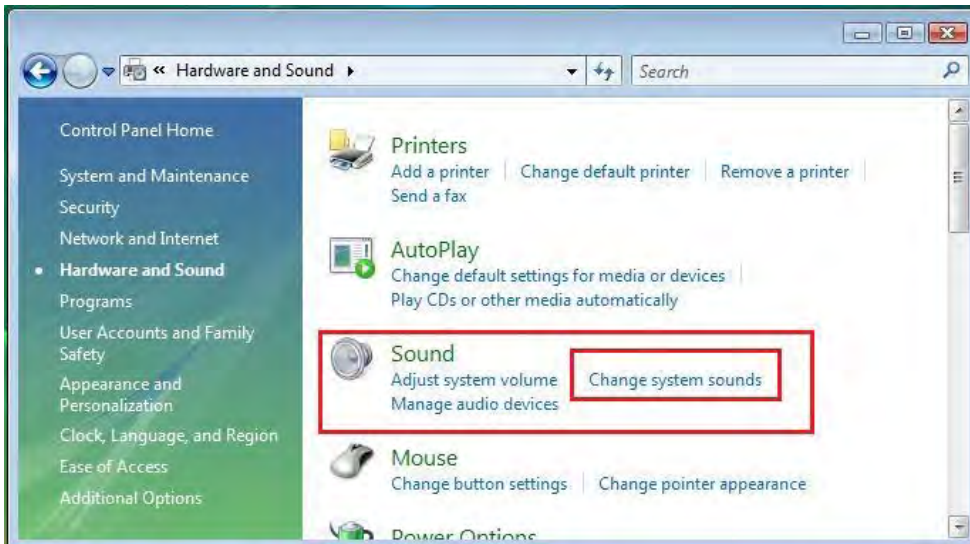 « Hardware and Sound
Search
Control Panel Home
System and Maintenance
Security
Network and Internet
Hardware and Sound
Programs
User Accounts and Family
Safety
Appearance and
Personalization
Clock, Language, and Region
Ease of Access
Additional Options
Printers
Add a printer Change default printer Remove a printer
Send a fax
AutoPlay
Change default settings for media or devices
Play CDs or other media automatically
Sound
Adjust system volume Change system sounds
Manage audio devices
Mouse
Change button settings Change pointer appearance
Power Options